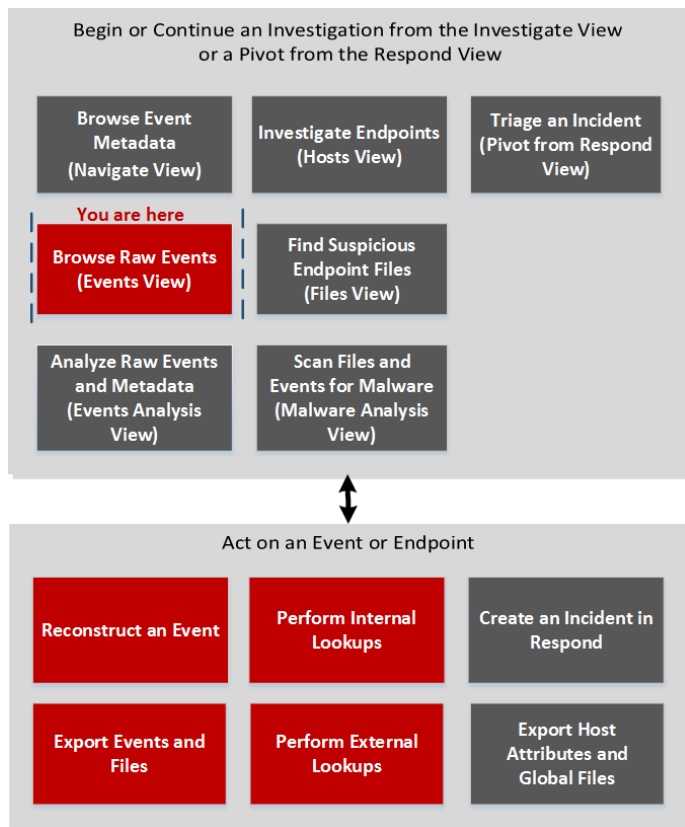 Begin or Continue an Investigation from the Investigate View
or a Pivot from the Respond View
Browse Event
Metadata
(Navigate View)
Investigate Endpoints
(Hosts View)
Triage an Incident
(Pivot from Respond
View)
You are here
Browse Raw Events
(Events View)
Find Suspicious
Endpoint Files
(Files View)
Analyze Raw Events
and Metadata
(Events Analysis
View)
Scan Files and
Events for Malware
(Malware Analysis
View)
Act on an Event or Endpoint
Reconstruct an Event
Perform Internal
Lookups
Create an Incident in
Respond
Export Events and
Files
Perform External
Lookups
Export Host
Attributes and
Global Files